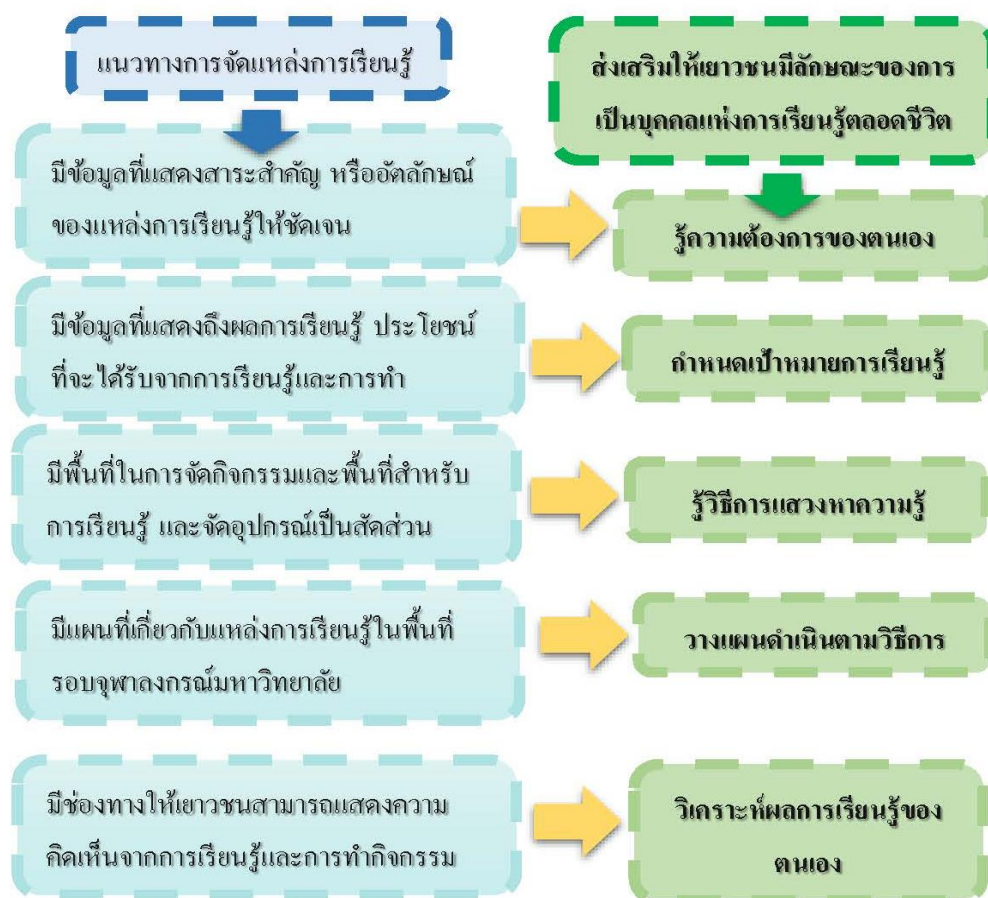 แนวทางการจัดแหล่งการเรียนรู้
ส่งเสริมให้เยาวชนมีลักษณะของการ
เป็นบุคคลแห่งการเรียนรู้ตลอดชีวิต
มีข้อมูลที่แสดงสาระสำคัญ หรืออัตลักษณ์
ของแหล่งการเรียนรู้ให้ชัดเจน
รู้ความต้องการของตนเอง
มีข้อมูลที่แสดงถึงผลการเรียนรู้ ประโยชน์
ที่จะได้รับจากการเรียนรู้และการทำ
กำหนดเป้าหมายการเรียนรู้
มีพื้นที่ในการจัดกิจกรรมและพื้นที่สำหรับ
การเรียนรู้ และจัดอุปกรณ์เป็นสัดส่วน
รู้วิธีการแสวงหาความรู้
มีแผนที่เกี่ยวกับแหล่งการเรียนรู้ในพื้นที่
รอบจุฬาลงกรณ์มหาวิทยาลัย
วางแผนดำเนินตามวิธีการ
มีช่องทางให้เยาวชนสามารถแสดงความ
คิดเห็นจากการเรียนรู้และการทำกิจกรรม
วิเคราะห์ผลการเรียนรู้ของ
ตนเอง